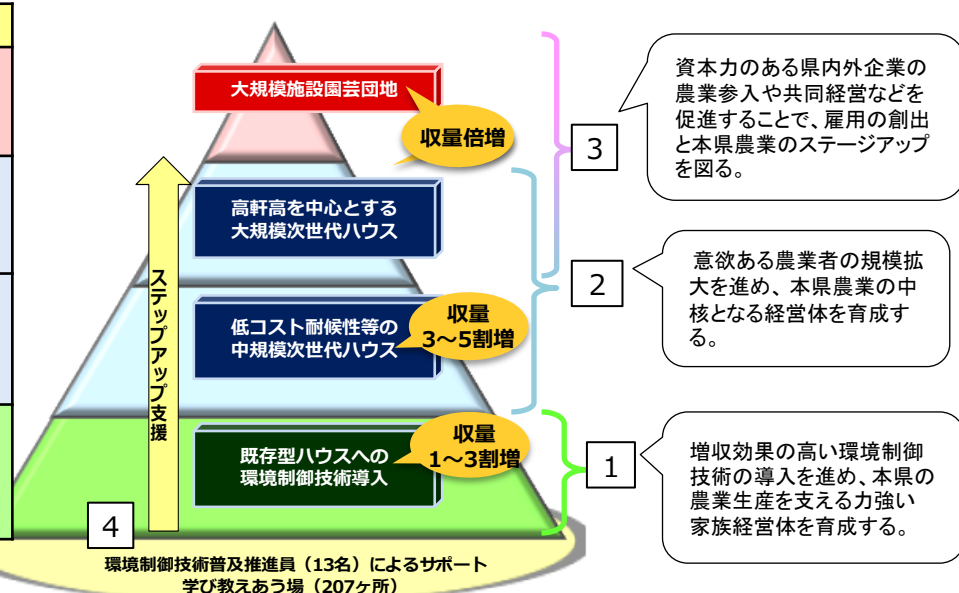 大規模施設園芸団地
収量倍増
3
資本力のある県内外企業の
農業参入や共同経営などを
促進することで、雇用の創出
と本県農業のステージアップ
を図る。
高軒高を中心とする
大規模次世代ハウス
2
意欲ある農業者の規模拡
大を進め、本県農業の中
核となる経営体を育成す
る。
低コスト耐候性等の
中規模次世代ハウス
収量
3～5割増
ステップアップ支援
既存型ハウスへの
環境制御技術導入
収量
1～3割増
1
増収効果の高い環境制御
技術の導入を進め、本県の
農業生産を支える力強い
家族経営体を育成する。
4
環境制御技術普及推進員（13名）によるサポート
学び教えあう場（207ヶ所）